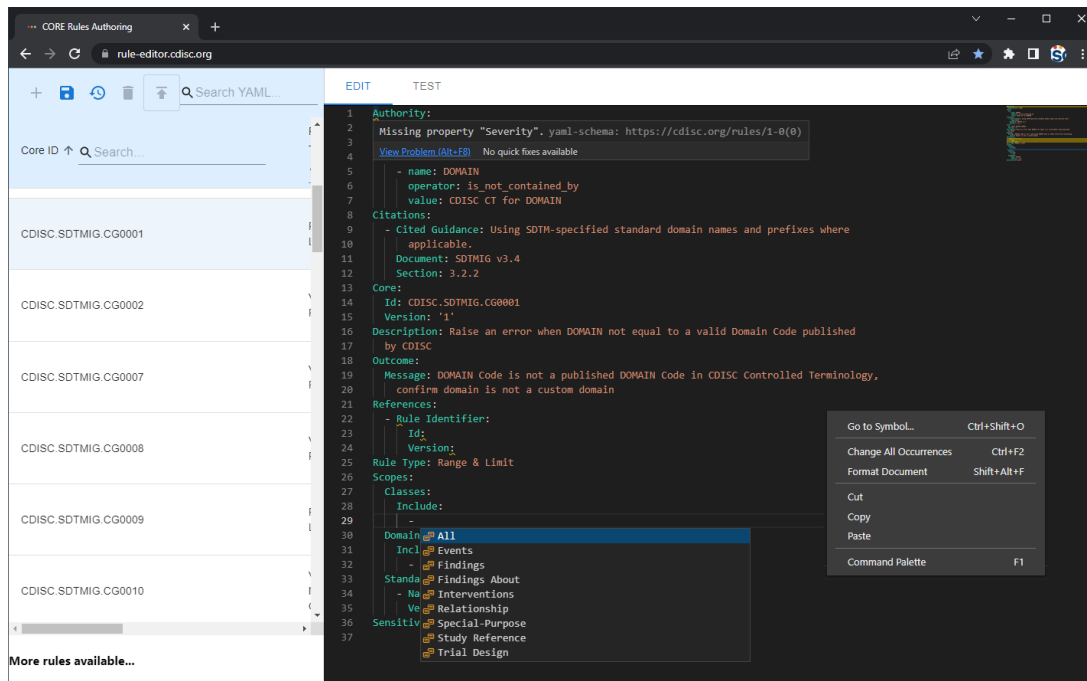 CORE Rules Authoring
rule-editor.cdisc.org
Search YAML...
Core ID
Search...
CDISC.SDTMIG.CG0001
CDISC.SDTMIG.CG0002
CDISC.SDTMIG.CG0007
CDISC.SDTMIG.CG0008
CDISC.SDTMIG.CG0009
CDISC.SDTMIG.CG0010
More rules available...
EDIT TEST
1 Authority:
2
Missing property "Severity". yaml-schema: https://cdisc.org/rules/1-0(0)
3
View Problem (Alt+F8) No quick fixes available
4
5 - name: DOMAIN
6 operator: is_not_contained_by
7 value: CDISC CT for DOMAIN
8 Citations:
9 - Cited Guidance: Using SDTM-specified standard domain names and prefixes where
10 applicable.
11 Document: SDTMIG v3.4
12 Section: 3.2.2
13 Core:
14 Id: CDISC.SDTMIG.CG0001
15 Version: '1'
16 Description: Raise an error when DOMAIN not equal to a valid Domain Code published
17 by CDISC
18 Outcome:
19 Message: DOMAIN Code is not a published DOMAIN Code in CDISC Controlled Terminology,
20 confirm domain is not a custom domain
21 References:
22 - Rule Identifier:
23 Id:
24 Version:
25 Rule Type: Range & Limit
26 Scopes:
27 Classes:
28 Include:
29 -
30 Domain All
31 Incl Events
32 - Findings
33 Standa Findings About
34 - Na Interventions
35 Ve Relationship
36 Sensitiv Special-Purpose
37 Study Reference
Trial Design
Go to Symbol... Ctrl+Shift+O
Change All Occurrences Ctrl+F2
Format Document Shift+Alt+F
Cut
Copy
Paste
Command Palette F1